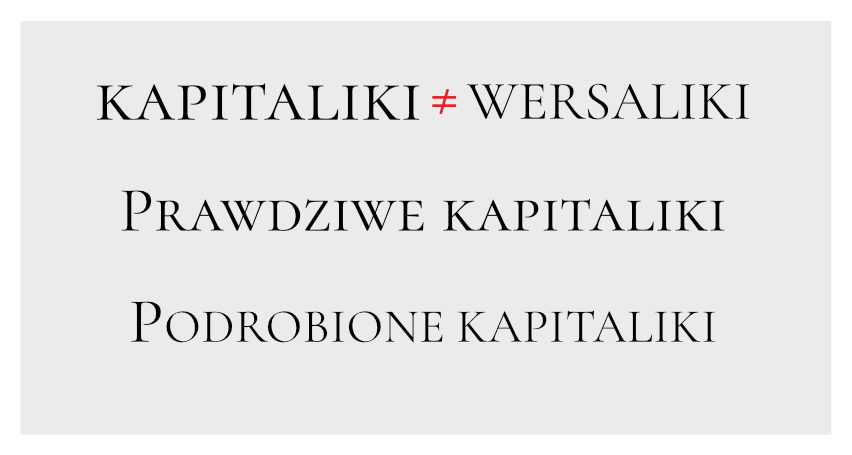 KAPITALIKI ≠ WERSALIKI
Prawdziwe kapitaliki
Podrobione kapitaliki